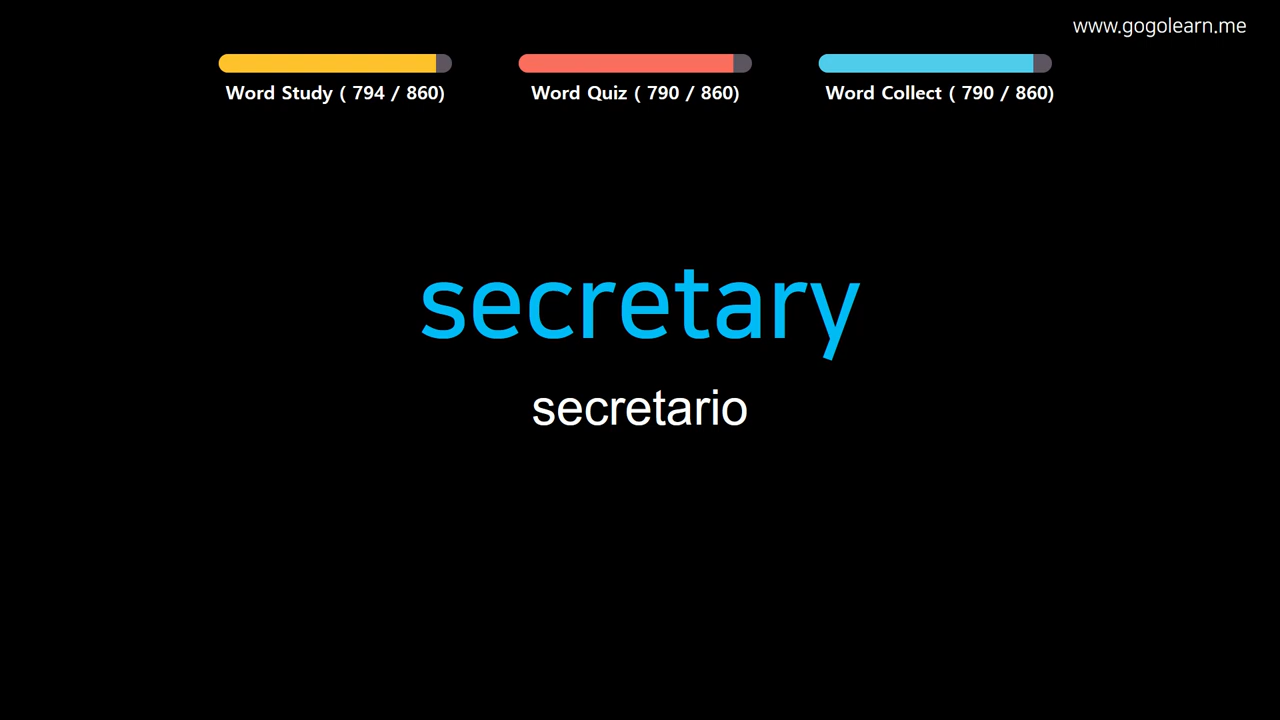 www.gogolearn.me
Word Study ( 794 / 860)
Word Quiz ( 790 / 860)
Word Collect ( 790 / 860)
secretary
secretario